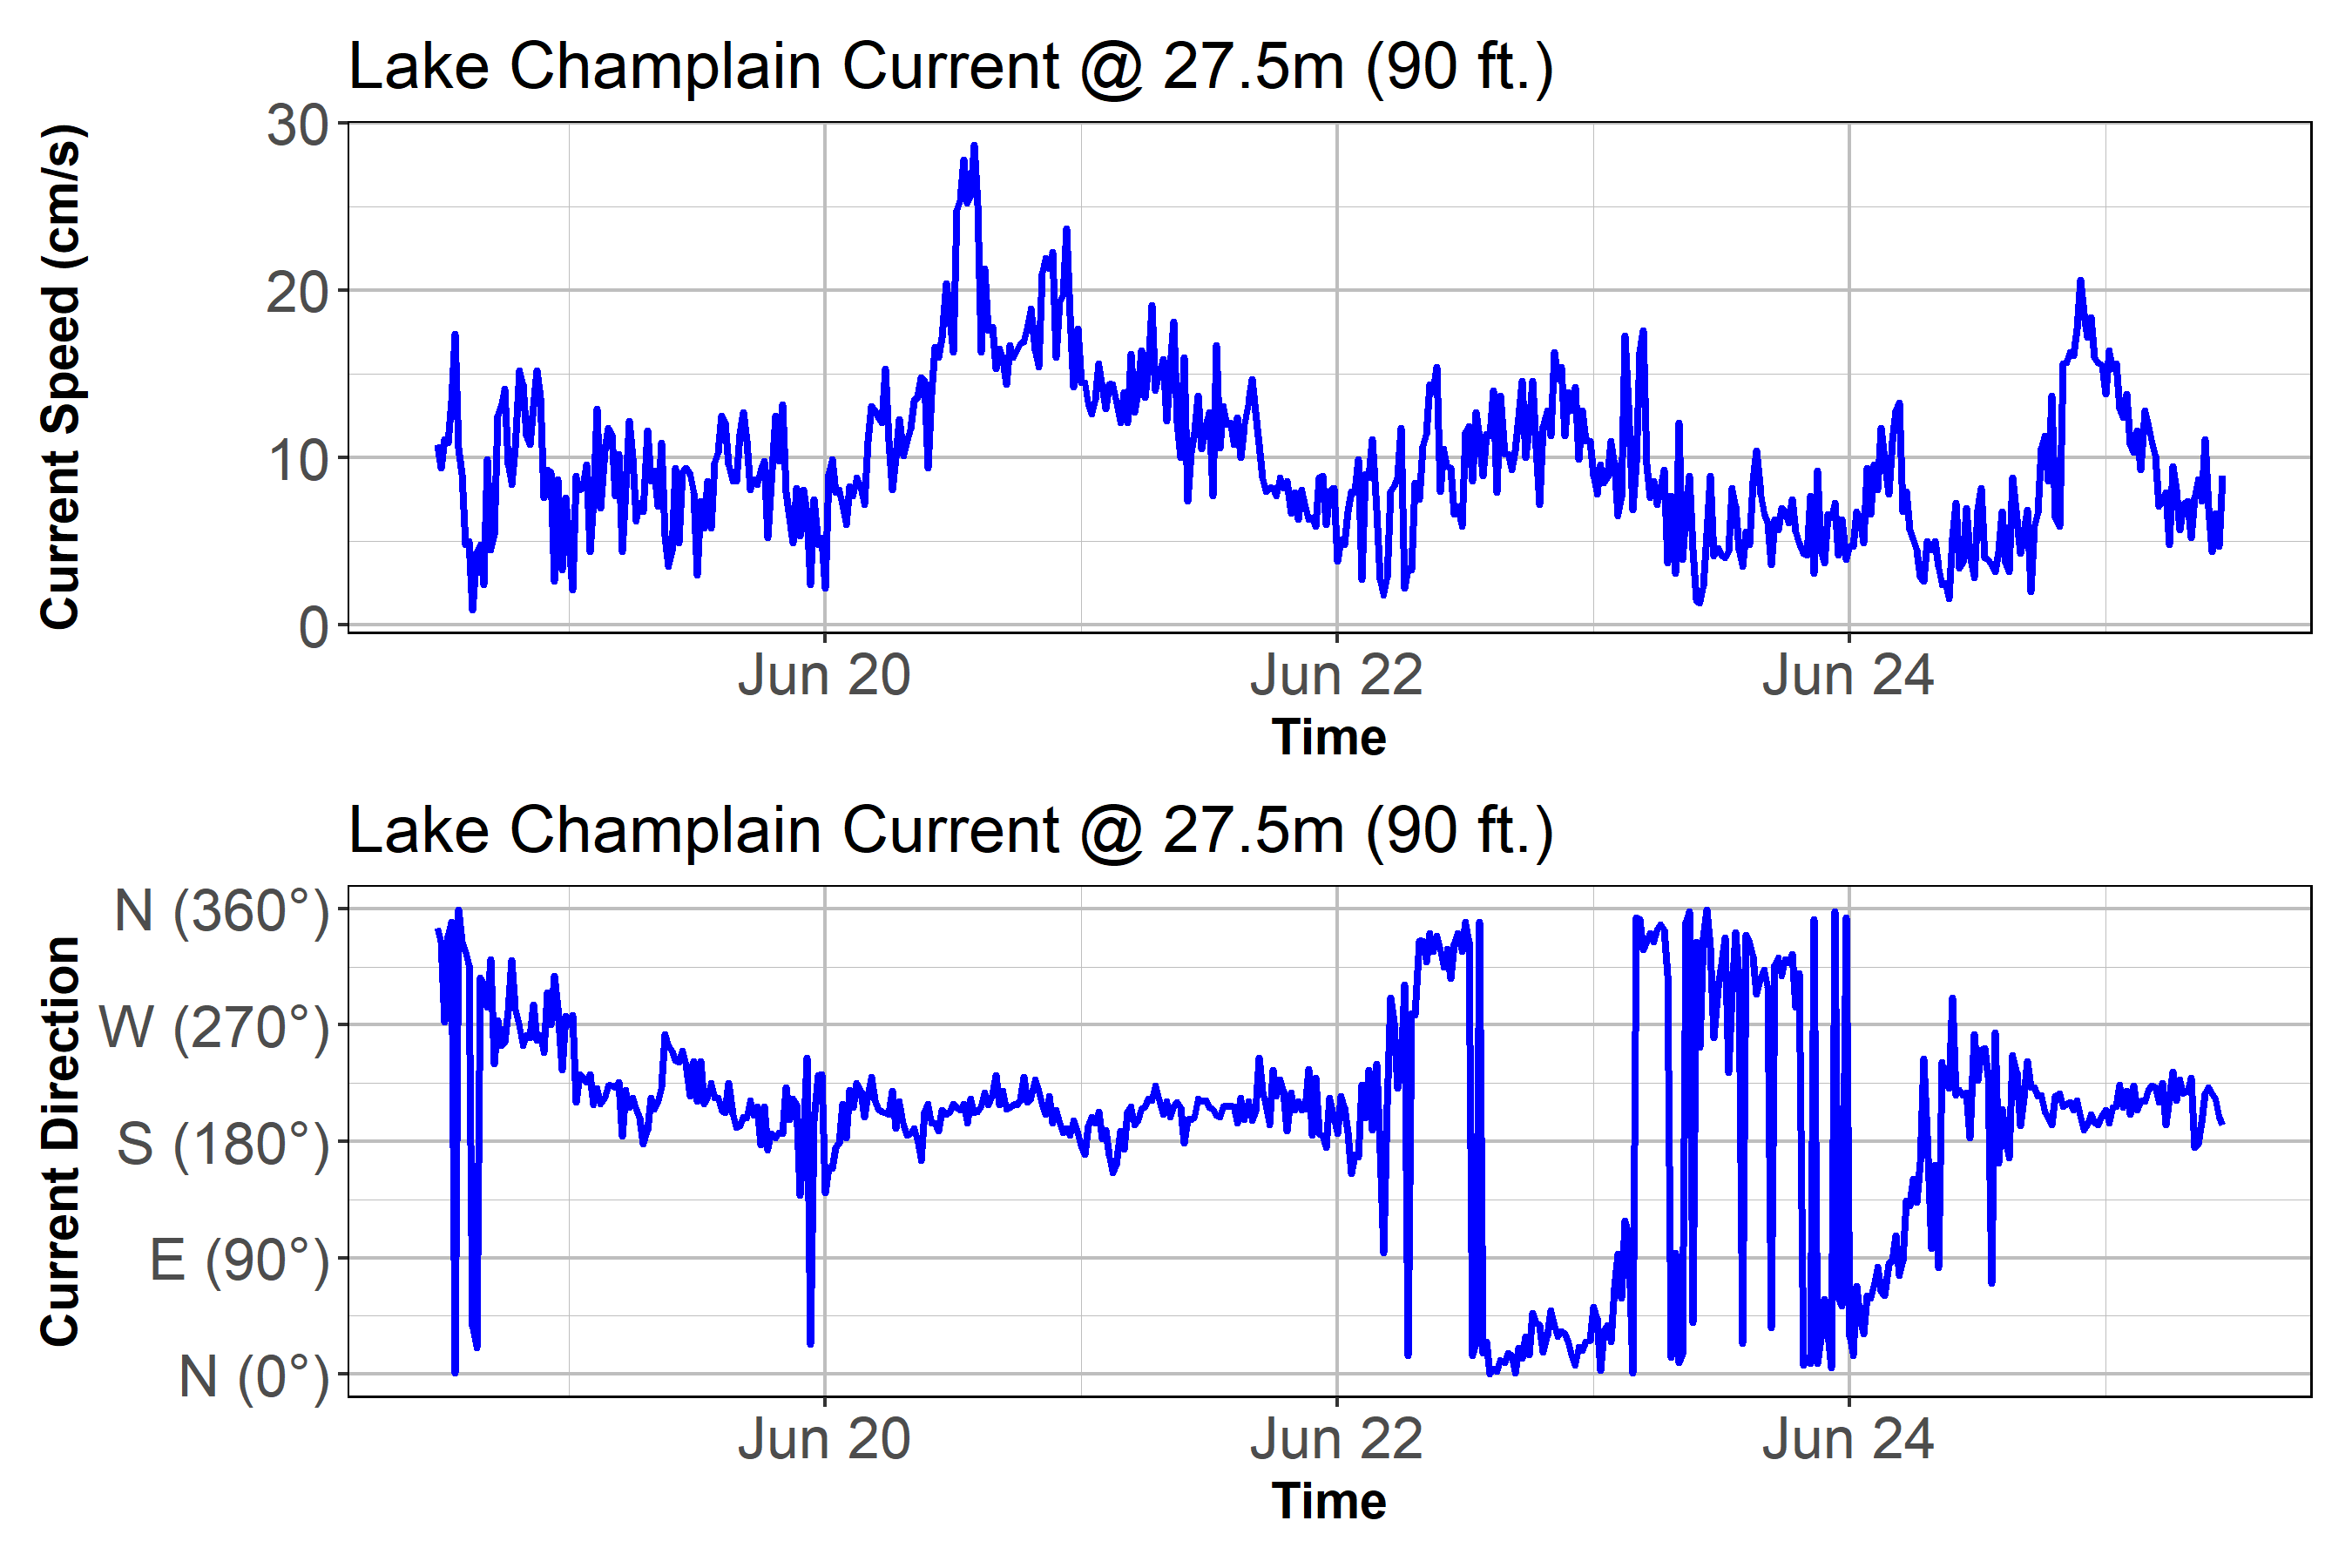 Lake Champlain Current @ 27.5m (90 ft.)
Current Speed (cm/s)
30
20
10
0
Jun 20
Jun 22
Jun 24
Time
Lake Champlain Current @ 27.5m (90 ft.)
Current Direction
N (360°)
W (270°)
S (180°)
E (90°)
N (0°)
Jun 20
Jun 22
Jun 24
Time